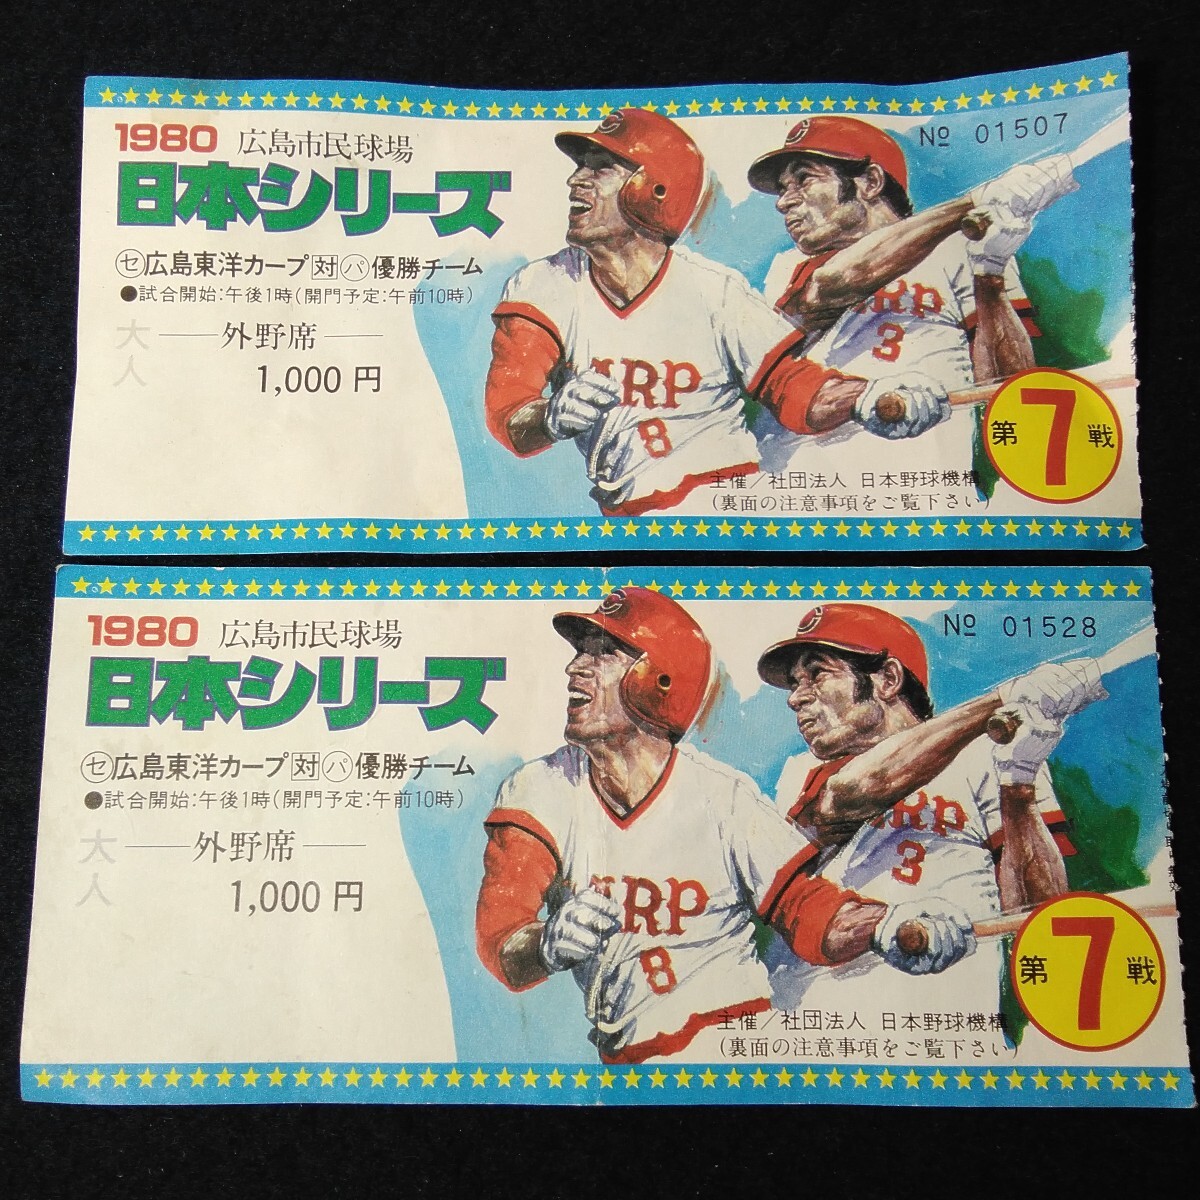 1980 広島市民球場
日本シリーズ
セ広島東洋カープ対パ優勝チーム
●試合開始:午後1時(開門予定:午前10時)
大人
外野席
1,000円
C
C
ARP
8
ARP
3
№ 01507
第7戦
主催/社団法人 日本野球機構
(裏面の注意事項をご覧下さい)
1980 広島市民球場
日本シリーズ
セ広島東洋カープ対パ優勝チーム
●試合開始:午後1時(開門予定:午前10時)
大人
外野席
1,000円
C
C
ARP
8
ARP
3
№ 01528
第7戦
主催/社団法人 日本野球機構
(裏面の注意事項をご覧下さい)